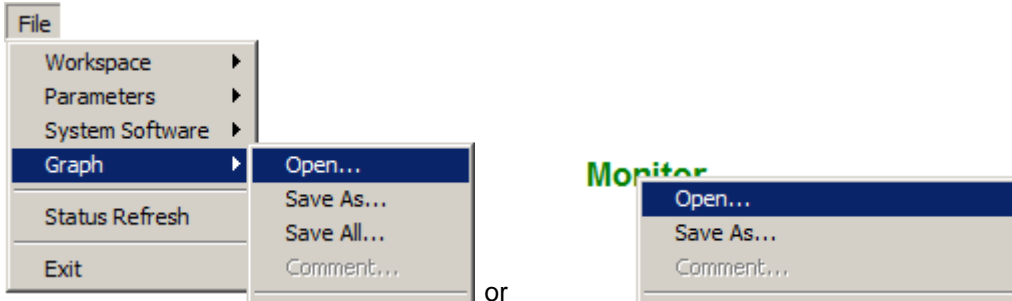 File
Workspace
Parameters
System Software
Graph
Status Refresh
Exit
Open...
Save As...
Save All...
Comment...
or
Monitor
Open...
Save As...
Comment...